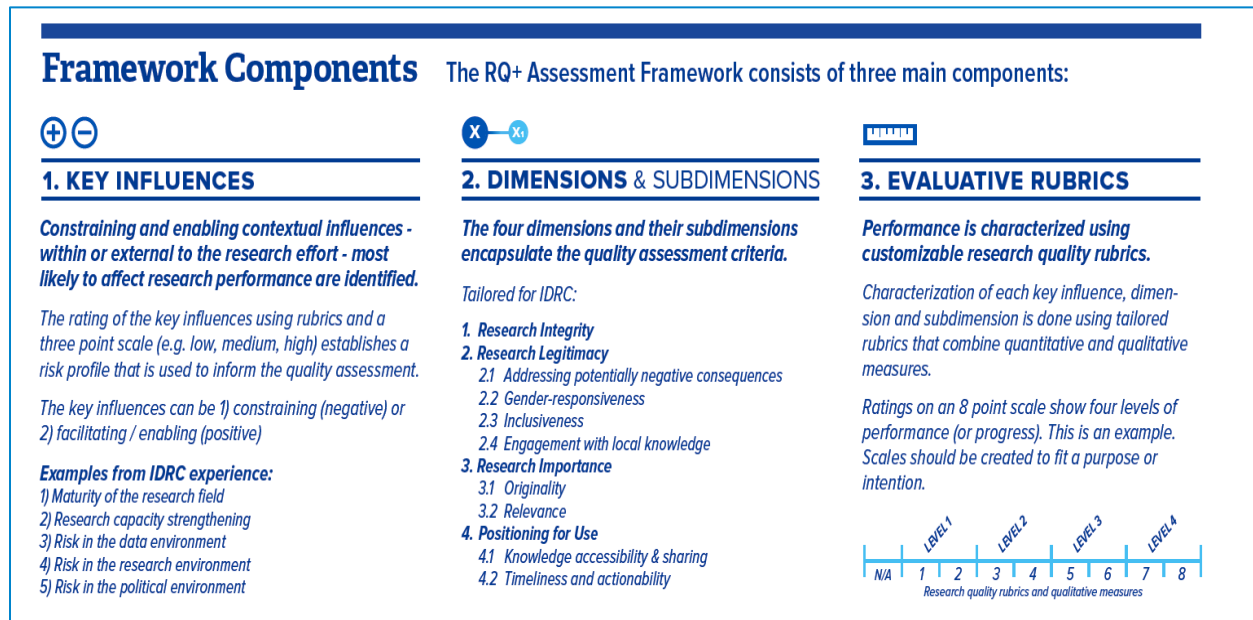 Framework Components
The RQ+ Assessment Framework consists of three main components:
1. KEY INFLUENCES
Constraining and enabling contextual influences -
within or external to the research effort - most
likely to affect research performance are identified.
The rating of the key influences using rubrics and a
three point scale (e.g. low, medium, high) establishes a
risk profile that is used to inform the quality assessment.
The key influences can be 1) constraining (negative) or
2) facilitating / enabling (positive)
Examples from IDRC experience:
1) Maturity of the research field
2) Research capacity strengthening
3) Risk in the data environment
4) Risk in the research environment
5) Risk in the political environment
X X1
2. DIMENSIONS & SUBDIMENSIONS
The four dimensions and their subdimensions
encapsulate the quality assessment criteria.
Tailored for IDRC:
1. Research Integrity
2. Research Legitimacy
2.1 Addressing potentially negative consequences
2.2 Gender-responsiveness
2.3 Inclusiveness
2.4 Engagement with local knowledge
3. Research Importance
3.1 Originality
3.2 Relevance
4. Positioning for Use
4.1 Knowledge accessibility & sharing
4.2 Timeliness and actionability
3. EVALUATIVE RUBRICS
Performance is characterized using
customizable research quality rubrics.
Characterization of each key influence, dimen-
sion and subdimension is done using tailored
rubrics that combine quantitative and qualitative
measures.
Ratings on an 8 point scale show four levels of
performance (or progress). This is an example.
Scales should be created to fit a purpose or
intention.
LEVEL 1 LEVEL 2 LEVEL 3 LEVEL 4
N/A 1 2 3 4 5 6 7 8
Research quality rubrics and qualitative measures